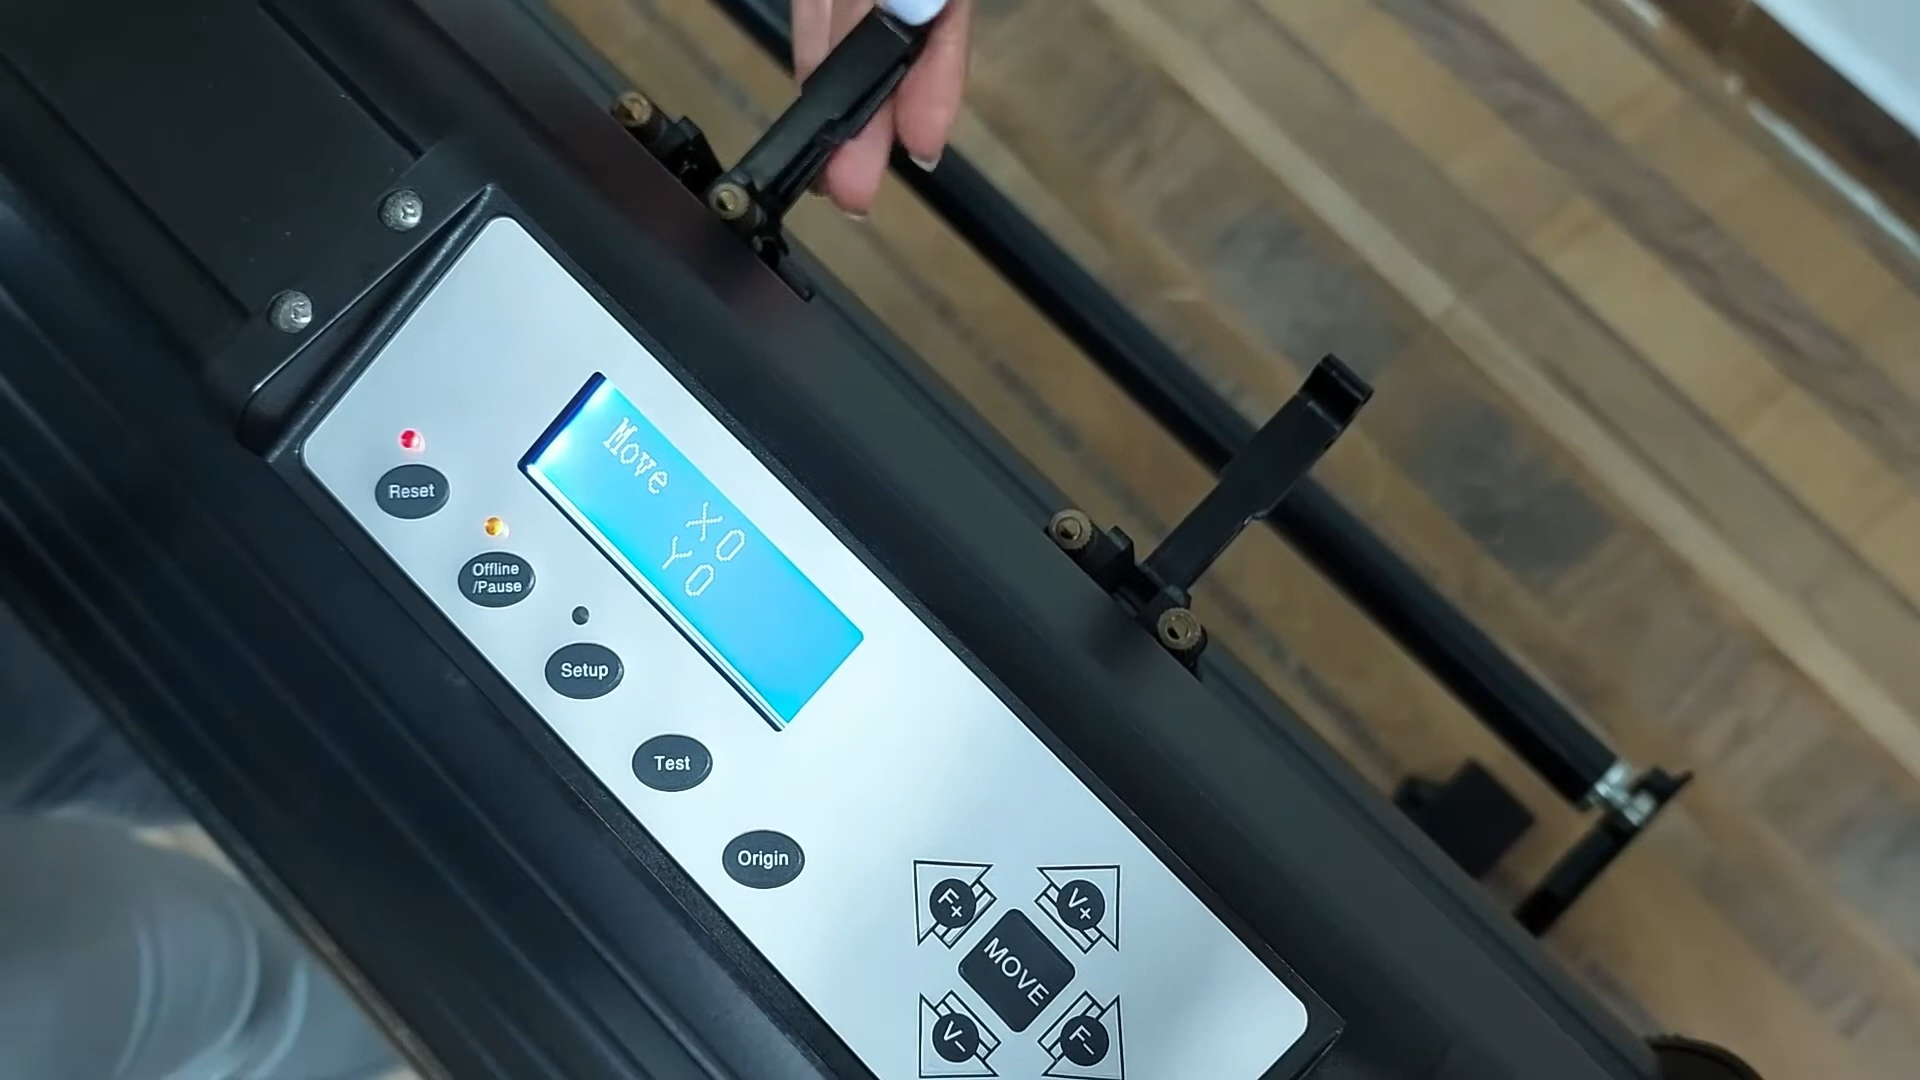 Move
X0
Y0
Reset
Offline
/Pause
Setup
Test
Origin
F+
V+
MOVE
V-
F-